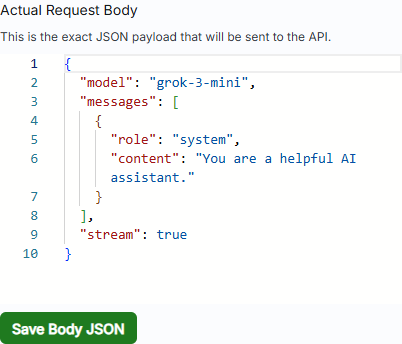 Actual Request Body
This is the exact JSON payload that will be sent to the API.
1 {
2 "model": "grok-3-mini",
3 "messages": [
4 {
5 "role": "system",
6 "content": "You are a helpful AI
assistant."
7 }
8 ],
9 "stream": true
10 }
Save Body JSON